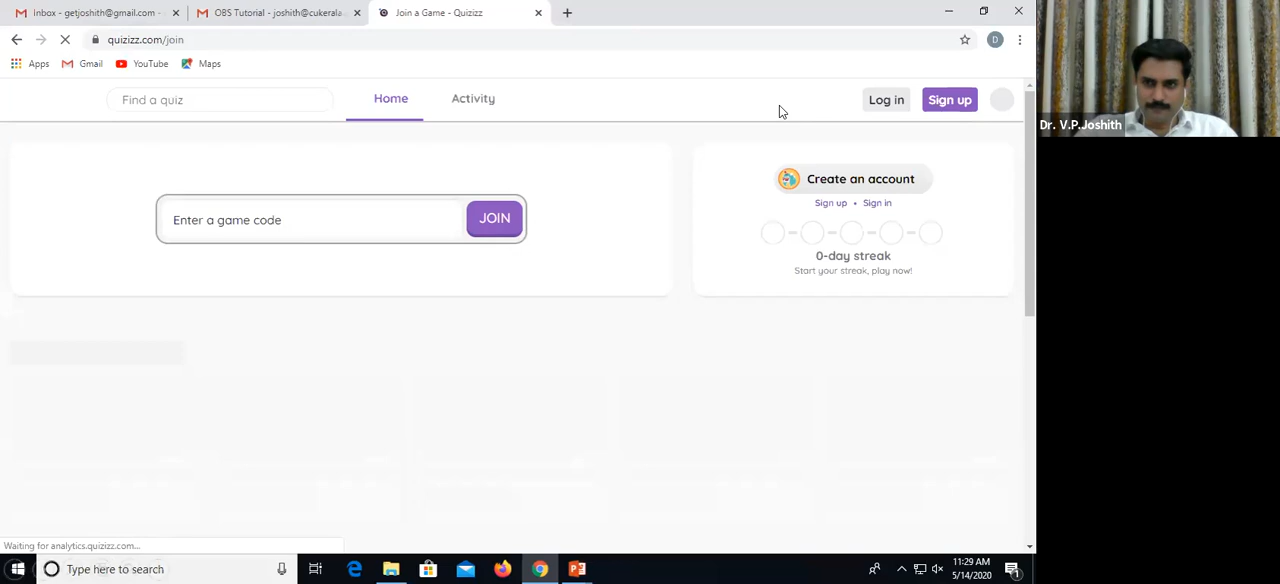 Inbox - getjoshith@gmail.com -
OBS Tutorial - joshith@cukerala.
Join a Game - Quizizz
quizizz.com/join
D
Apps
Gmail
YouTube
Maps
Find a quiz
Home
Activity
Log in
Sign up
Enter a game code
JOIN
Create an account
Sign up • Sign in
0-day streak
Start your streak, play now!
Waiting for analytics.quizizz.com...
Type here to search
11:29 AM
5/14/2020
1
Dr. V.P.Joshith